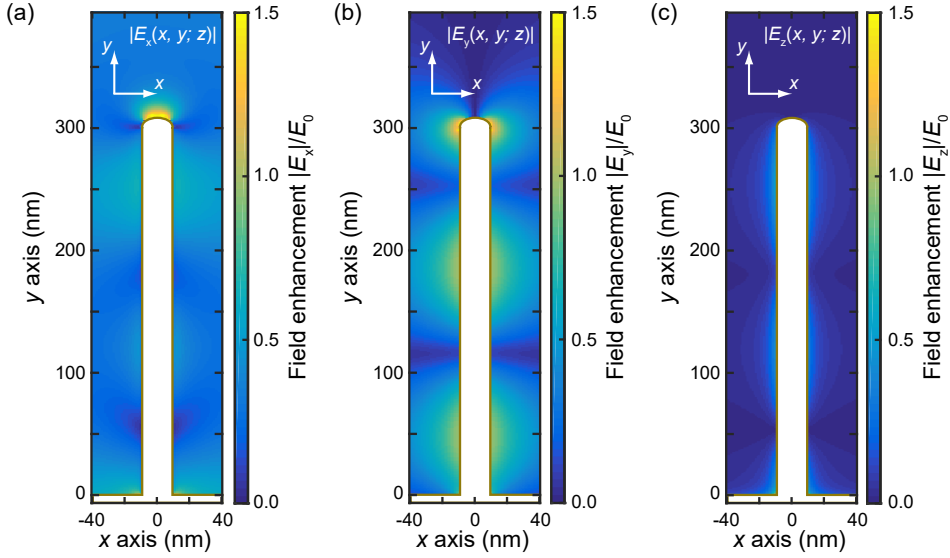 (a)
|Ex(x, y; z)|
y
x
300
200
100
0
-40
0
40
x axis (nm)
y axis (nm)
1.5
1.0
0.5
0.0
Field enhancement |Ex|/E0
(b)
|Ey(x, y; z)|
y
x
300
200
100
0
-40
0
40
x axis (nm)
y axis (nm)
1.5
1.0
0.5
0.0
Field enhancement |Ey|/E0
(c)
|Ez(x, y; z)|
y
x
300
200
100
0
-40
0
40
x axis (nm)
y axis (nm)
1.5
1.0
0.5
0.0
Field enhancement |Ez|/E0